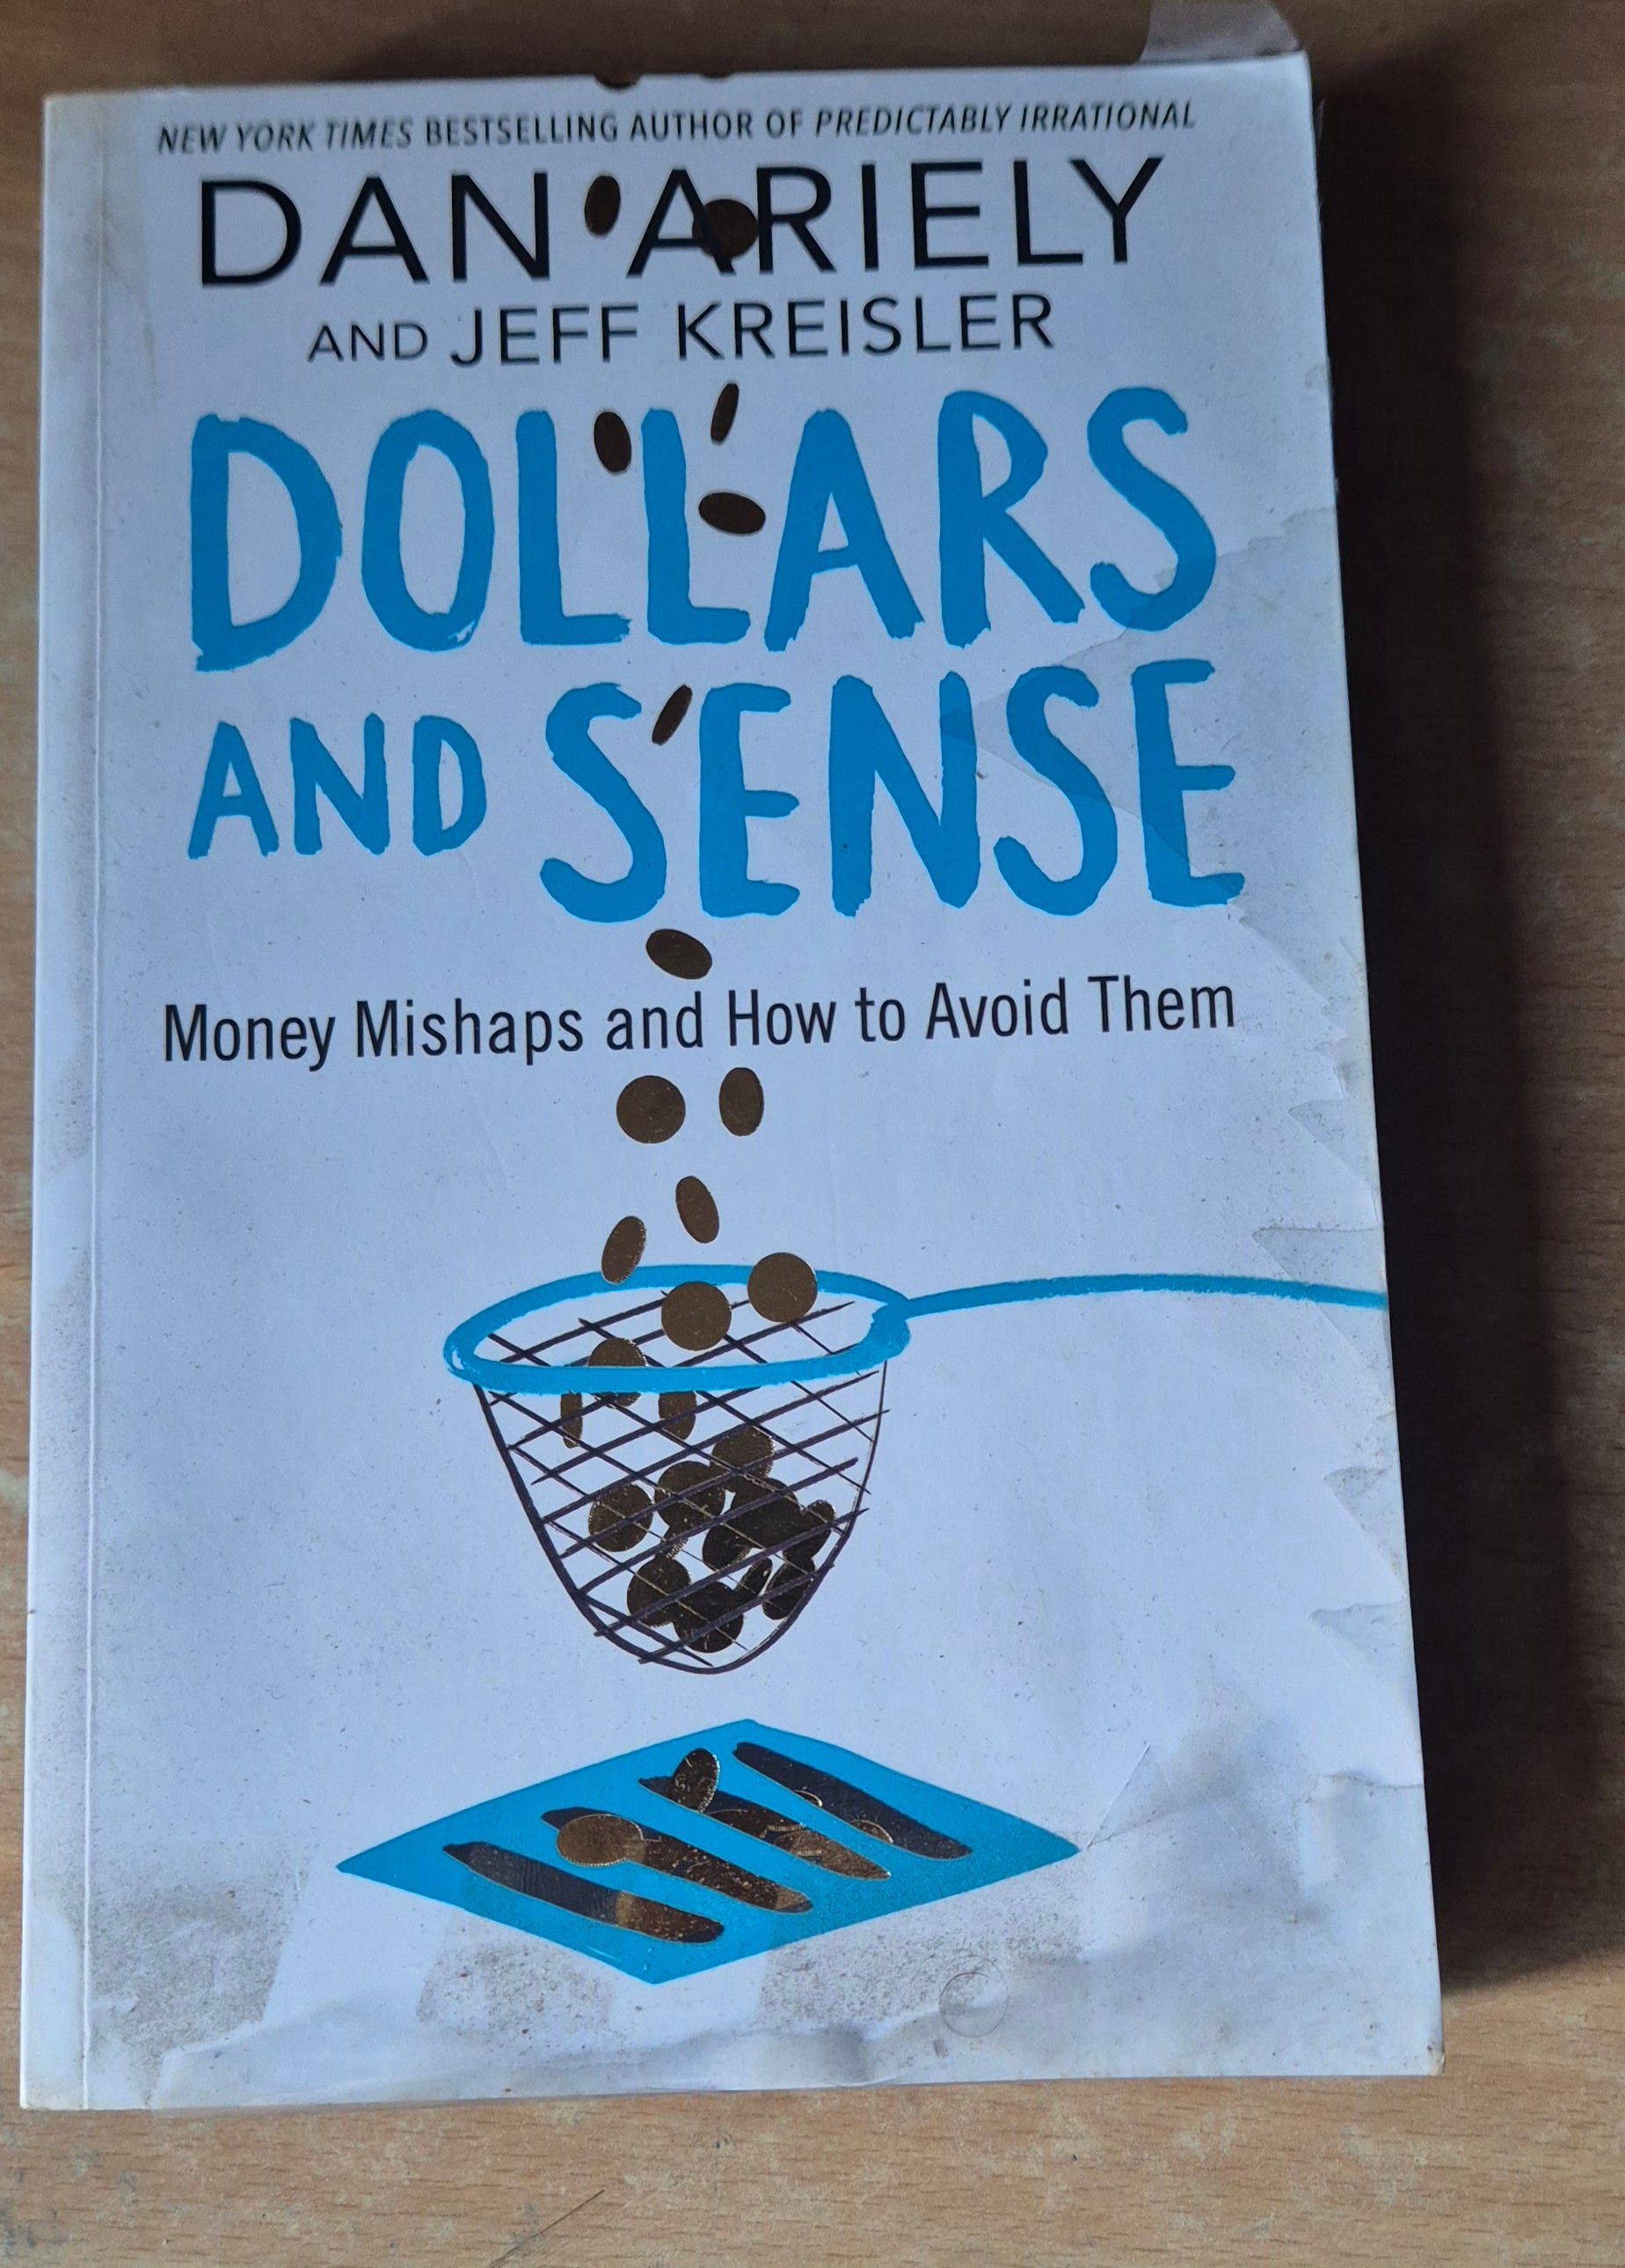 NEW YORK TIMES BESTSELLING AUTHOR OF PREDICTABLY IRRATIONAL
DAN ARIELY
AND JEFF KREISLER
DOLLARS
AND SENSE
Money Mishaps and How to Avoid Them